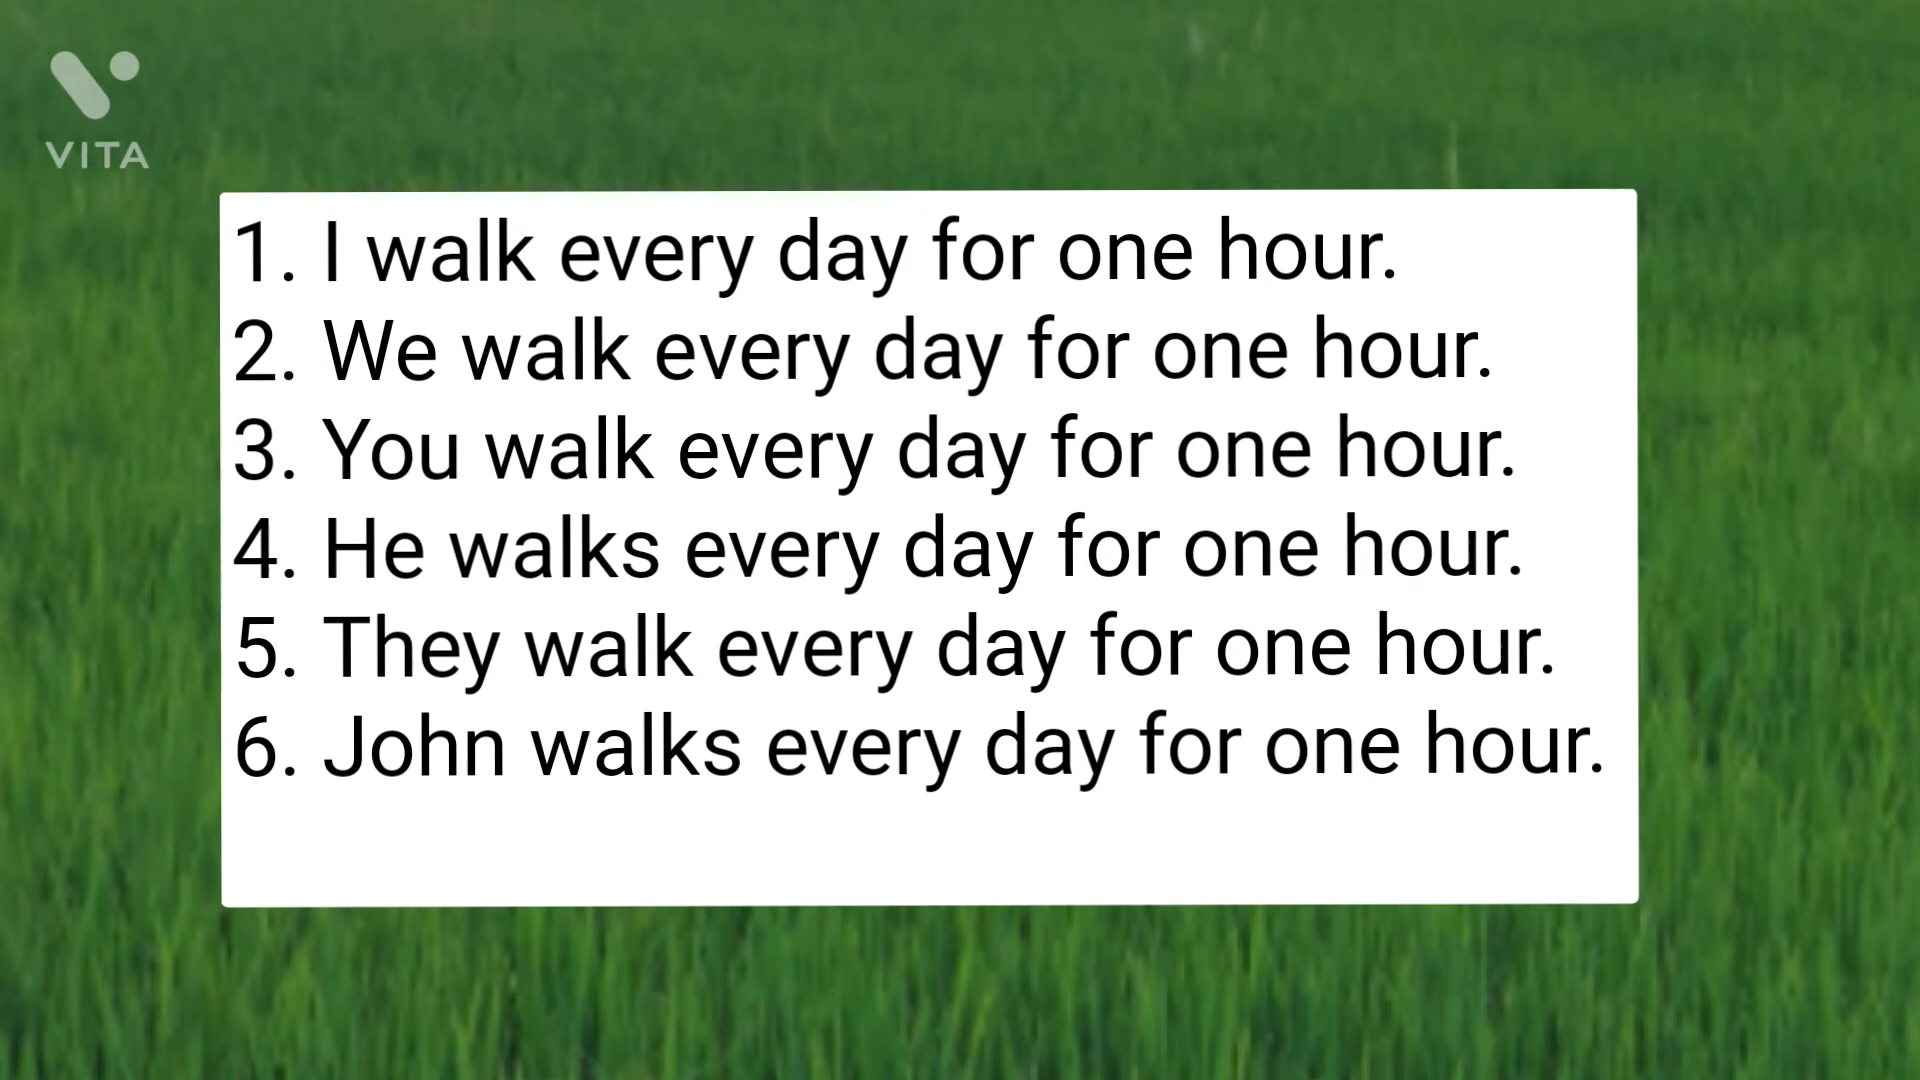 VITA
1. I walk every day for one hour.
2. We walk every day for one hour.
3. You walk every day for one hour.
4. He walks every day for one hour.
5. They walk every day for one hour.
6. John walks every day for one hour.